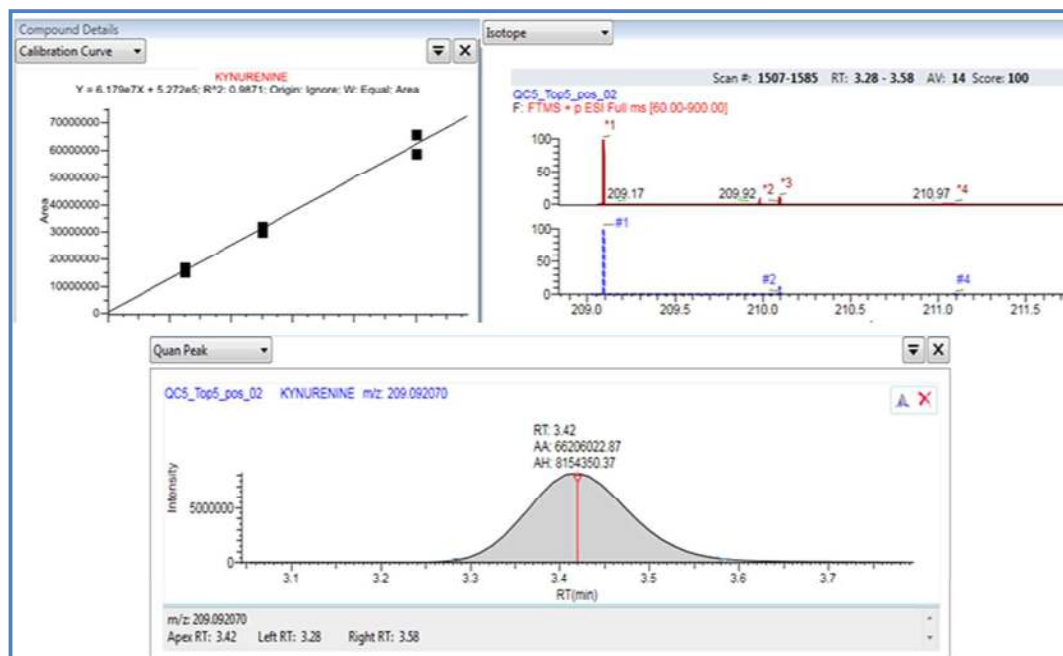 Compound Details
Calibration Curve
KYNURENINE
Y = 6.179e7X + 5.272e5; R^2: 0.9871; Origin: Ignore; W: Equal; Area
70000000
60000000
50000000
40000000
30000000
20000000
10000000
0
Area
Isotope
Scan #: 1507-1585 RT: 3.28 - 3.58 AV: 14 Score: 100
QC5_Top5_pos_02
F: FTMS + p ESI Full ms [60.00-900.00]
100
50
0
*1
209.17
209.92
*2
*3
210.97
*4
100
50
0
#1
#2
#4
209.0 209.5 210.0 210.5 211.0 211.5
Quan Peak
QC5_Top5_pos_02 KYNURENINE m/z: 209.092070
RT: 3.42
AA: 66206022.87
AH: 8154350.37
Intensity
5000000
0
3.1 3.2 3.3 3.4 3.5 3.6 3.7
RT(min)
m/z: 209.092070
Apex RT: 3.42 Left RT: 3.28 Right RT: 3.58